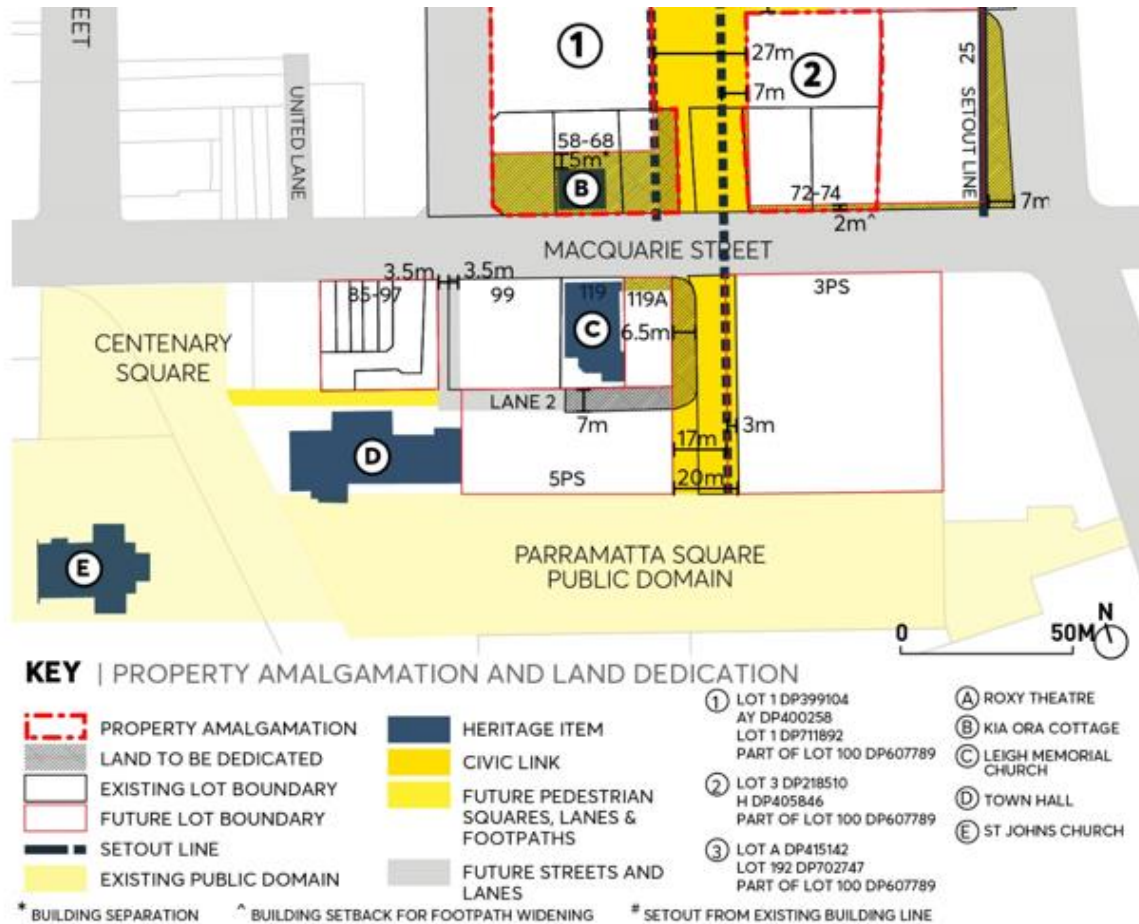 EET
UNITED LANE
1
27m
2
7m
25
SETOUT LINE
58-68
5m*
B
72-74
2m^
7m
MACQUARIE STREET
3.5m
3.5m
85-97
99
119
119A
3PS
C
6.5m
CENTENARY
SQUARE
LANE 2
7m
17m
3m
D
5PS
20m
E
PARRAMATTA SQUARE
PUBLIC DOMAIN
0
50M
N
KEY | PROPERTY AMALGAMATION AND LAND DEDICATION
PROPERTY AMALGAMATION
LAND TO BE DEDICATED
EXISTING LOT BOUNDARY
FUTURE LOT BOUNDARY
SETOUT LINE
EXISTING PUBLIC DOMAIN
HERITAGE ITEM
CIVIC LINK
FUTURE PEDESTRIAN
SQUARES, LANES &
FOOTPATHS
FUTURE STREETS AND
LANES
1 LOT 1 DP399104
AY DP400258
LOT 1 DP711892
PART OF LOT 100 DP607789
2 LOT 3 DP218510
H DP405846
PART OF LOT 100 DP607789
3 LOT A DP415142
LOT 192 DP702747
PART OF LOT 100 DP607789
A ROXY THEATRE
B KIA ORA COTTAGE
C LEIGH MEMORIAL
CHURCH
D TOWN HALL
E ST JOHNS CHURCH
* BUILDING SEPARATION ^ BUILDING SETBACK FOR FOOTPATH WIDENING # SETOUT FROM EXISTING BUILDING LINE